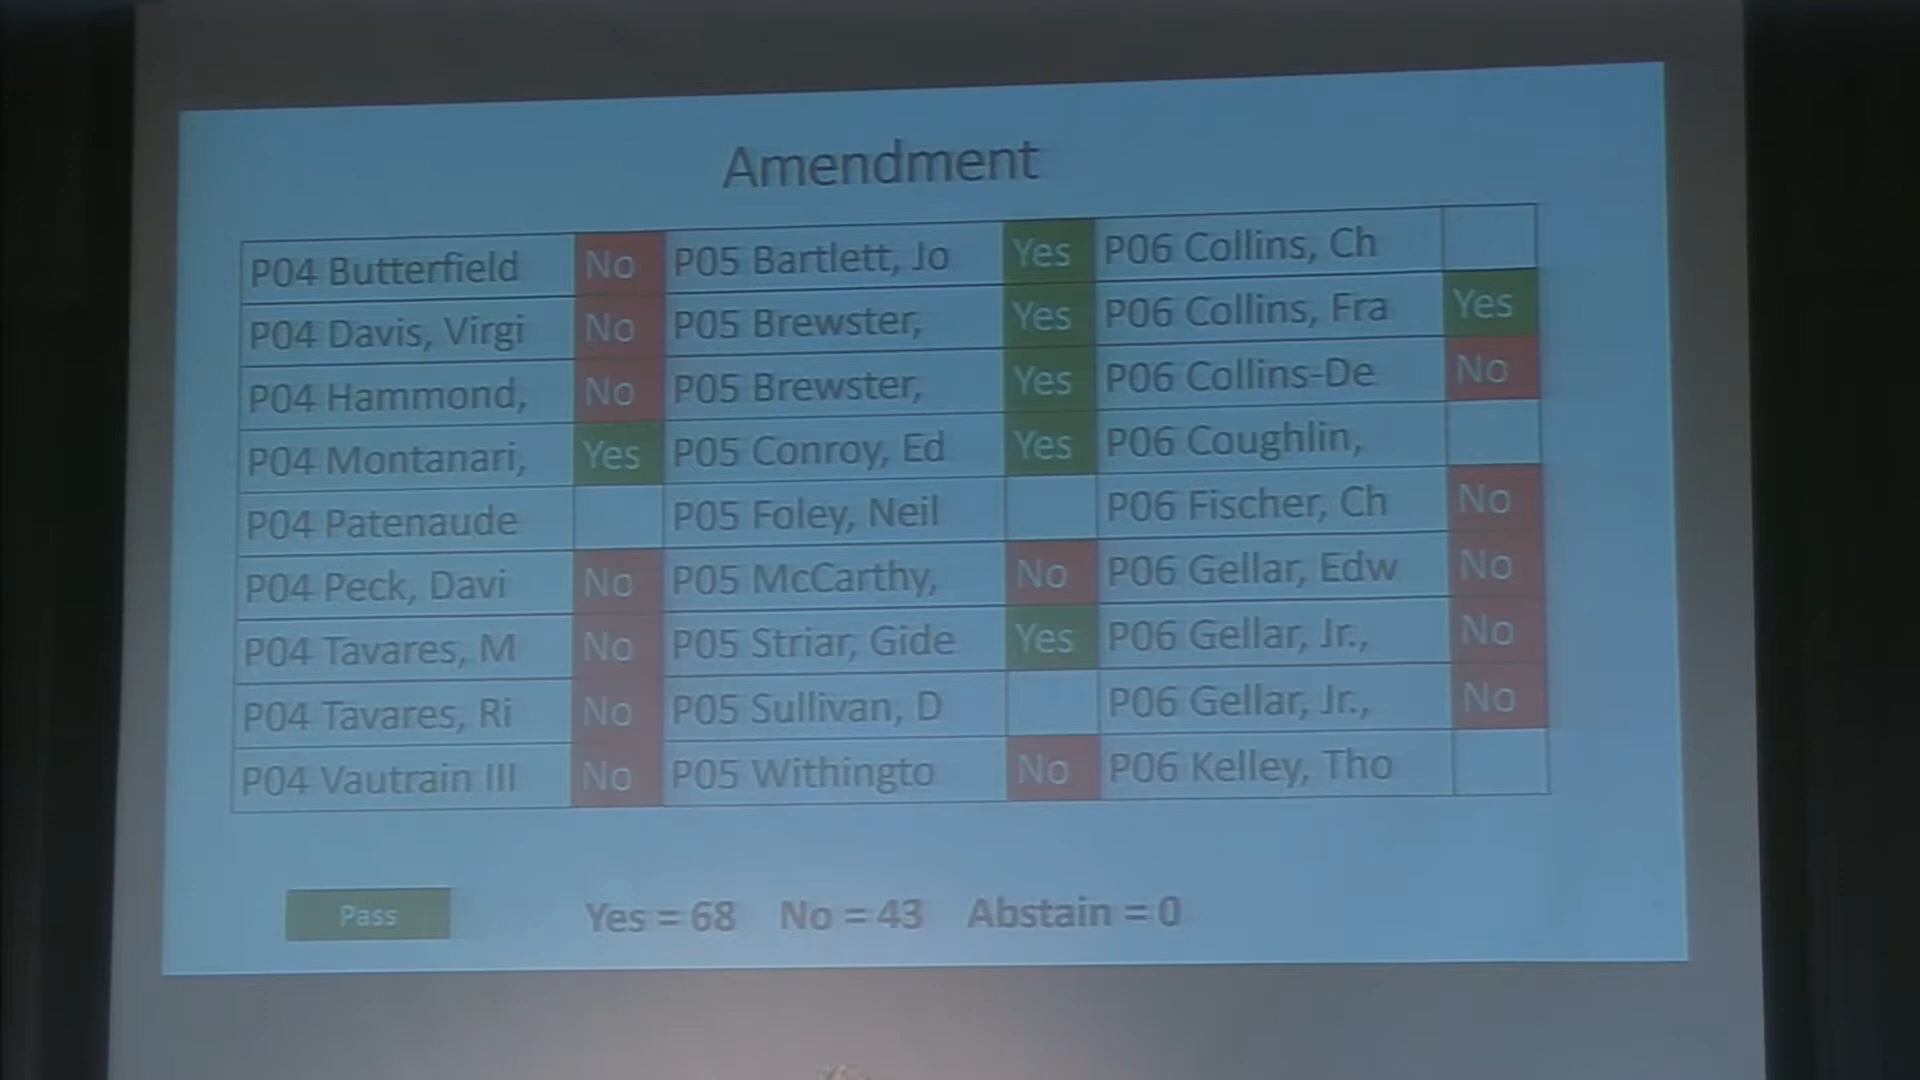 Amendment
P04 Butterfield No P05 Bartlett, Jo Yes P06 Collins, Ch
P04 Davis, Virgi No P05 Brewster, Yes P06 Collins, Fra Yes
P04 Hammond, No P05 Brewster, Yes P06 Collins-De No
P04 Montanari, Yes P05 Conroy, Ed Yes P06 Coughlin,
P04 Patenaude P05 Foley, Neil P06 Fischer, Ch No
P04 Peck, Davi No P05 McCarthy, No P06 Gellar, Edw No
P04 Tavares, M No P05 Striar, Gide Yes P06 Gellar, Jr., No
P04 Tavares, Ri No P05 Sullivan, D P06 Gellar, Jr., No
P04 Vautrain III No P05 Withingto No P06 Kelley, Tho
Pass Yes = 68 No = 43 Abstain = 0